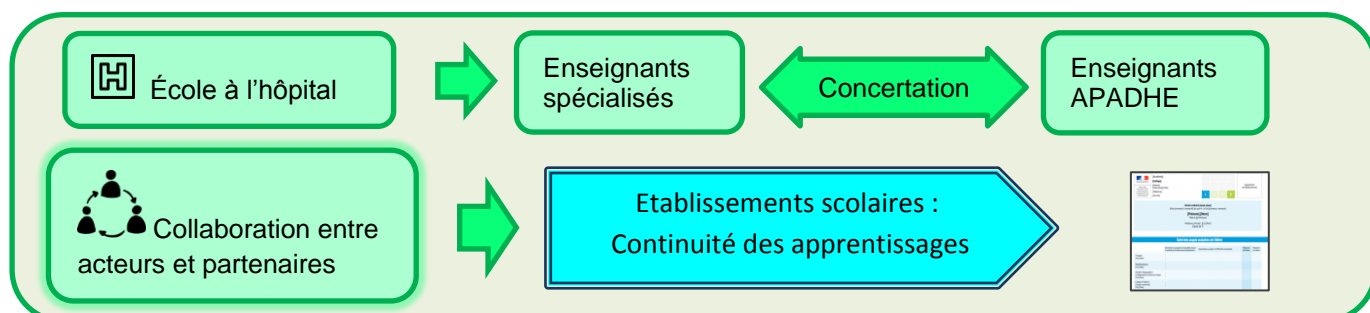 École à l'hôpital
Enseignants
spécialisés
Concertation
Enseignants
APADHE
Collaboration entre
acteurs et partenaires
Etablissements scolaires :
Continuité des apprentissages